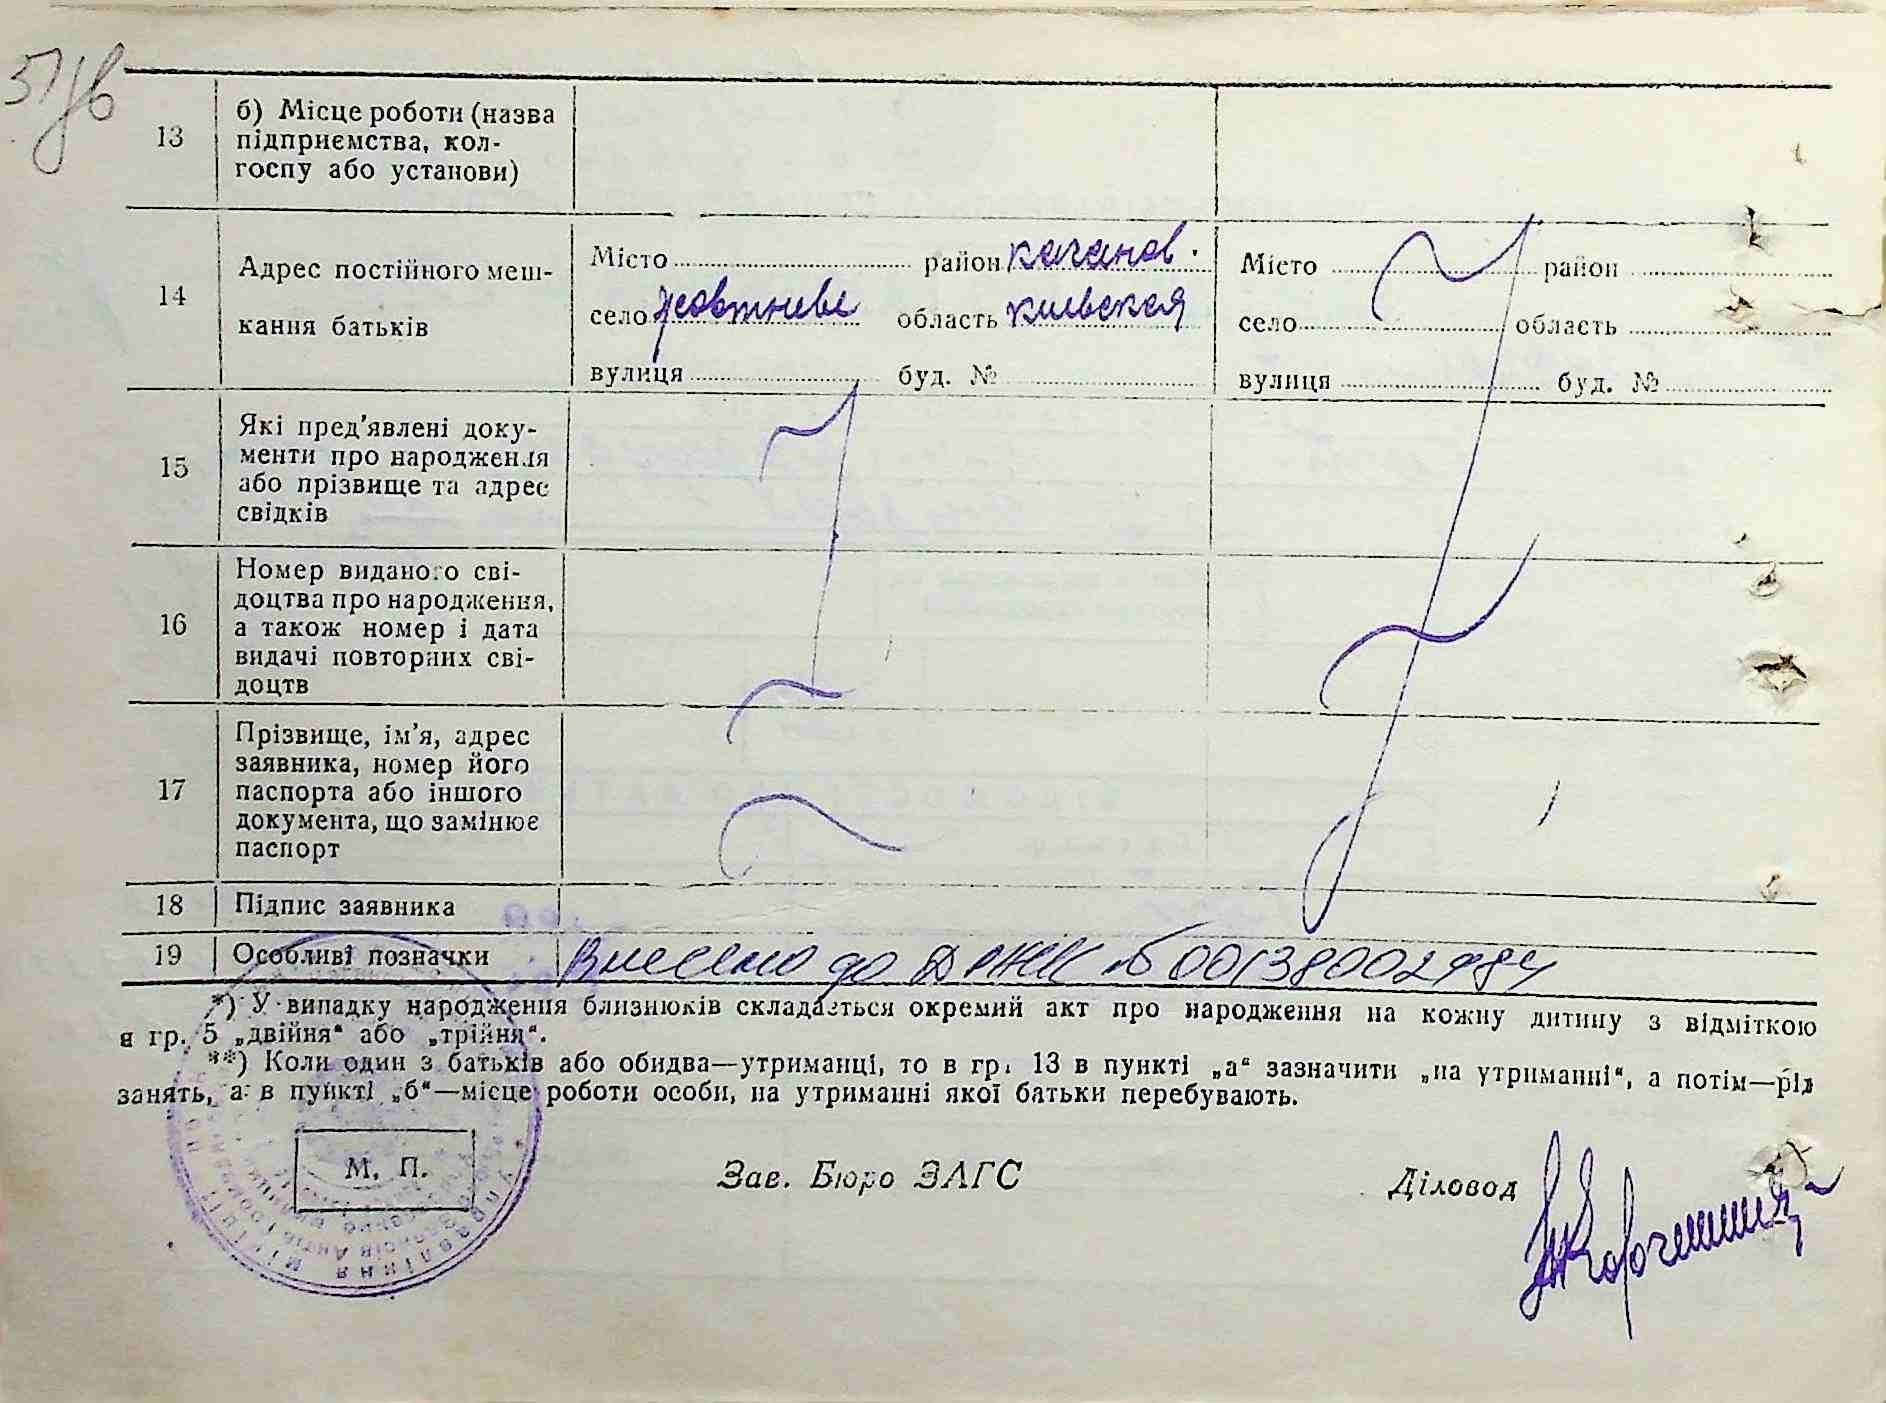 13 б) Місце роботи (назва
підприємства, кол-
госпу або установи)
14 Адрес постійного меш-
кання батьків
Місто район качанов.
село жовтневе область киевская
вулиця буд. №
Місто район
село область
вулиця буд. №
15 Які пред'явлені доку-
менти про народження
або прізвище та адрес
свідків
16 Номер виданого сві-
доцтва про народження,
а також номер і дата
видачі повторних сві-
доцтв
17 Прізвище, ім'я, адрес
заявника, номер його
паспорта або іншого
документа, що замінює
паспорт
18 Підпис заявника
19 Особливі позначки Внесено до ДРАЦС № 00138002984
*) У випадку народження близнюків складається окремий акт про народження на кожну дитину з відміткою
в гр. 5 „двійня“ або „трійня“.
**) Коли один з батьків або обидва—утриманці, то в гр. 13 в пункті „а“ зазначити „на утриманні“, а потім—рід
занять, а в пункті „б“—місце роботи особи, на утриманні якої батьки перебувають.
М. П. Зав. Бюро ЗАГС Діловод